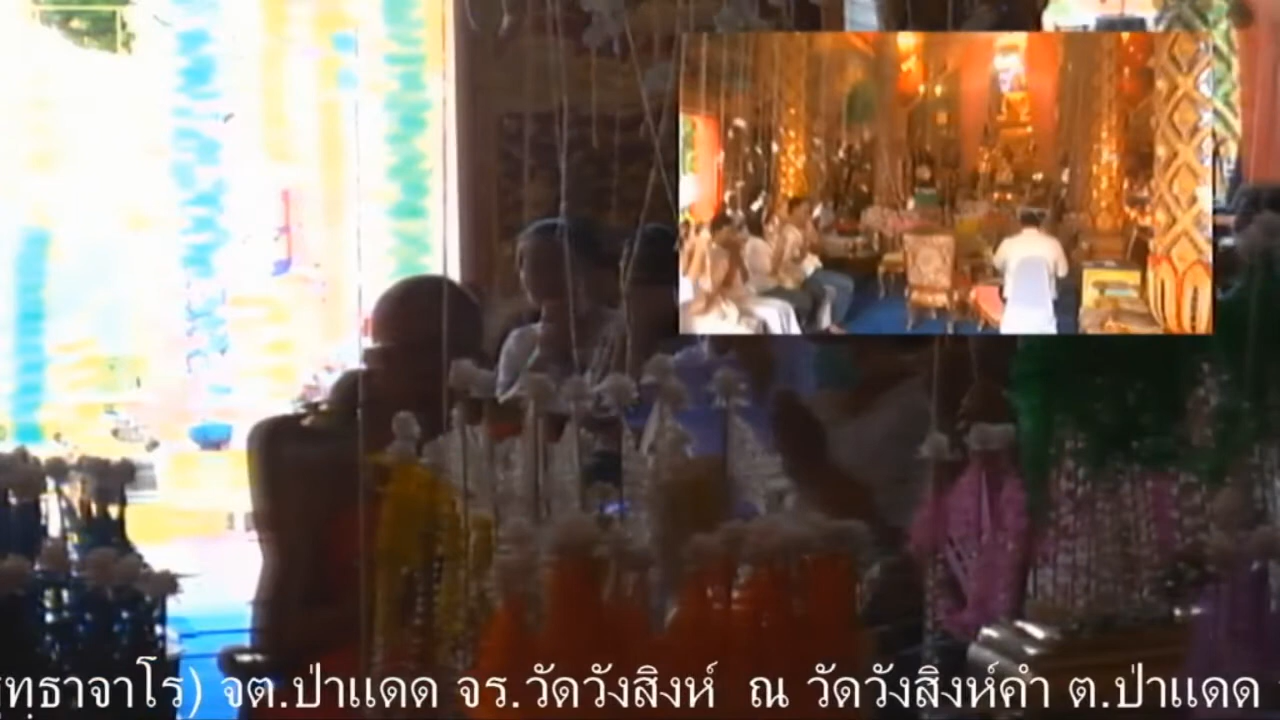 ทธาจาโร) จต.ป่าแดด จร.วัดวังสิงห์ ณ วัดวังสิงห์คำ ต.ป่าแดด